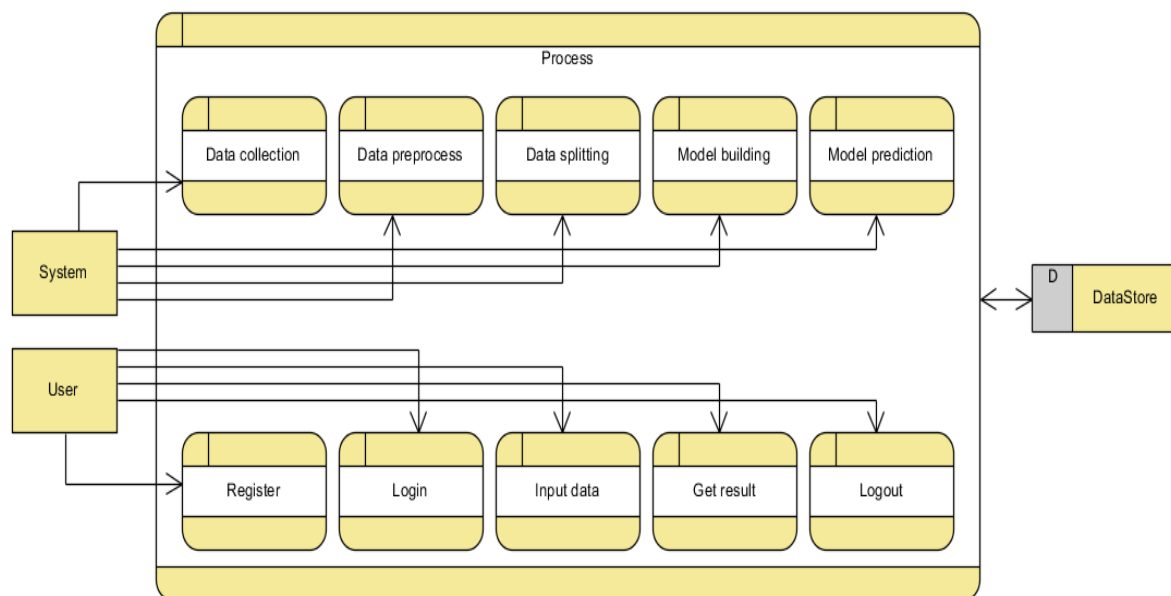 Process
Data collection
Data preprocess
Data splitting
Model building
Model prediction
System
D
DataStore
User
Register
Login
Input data
Get result
Logout